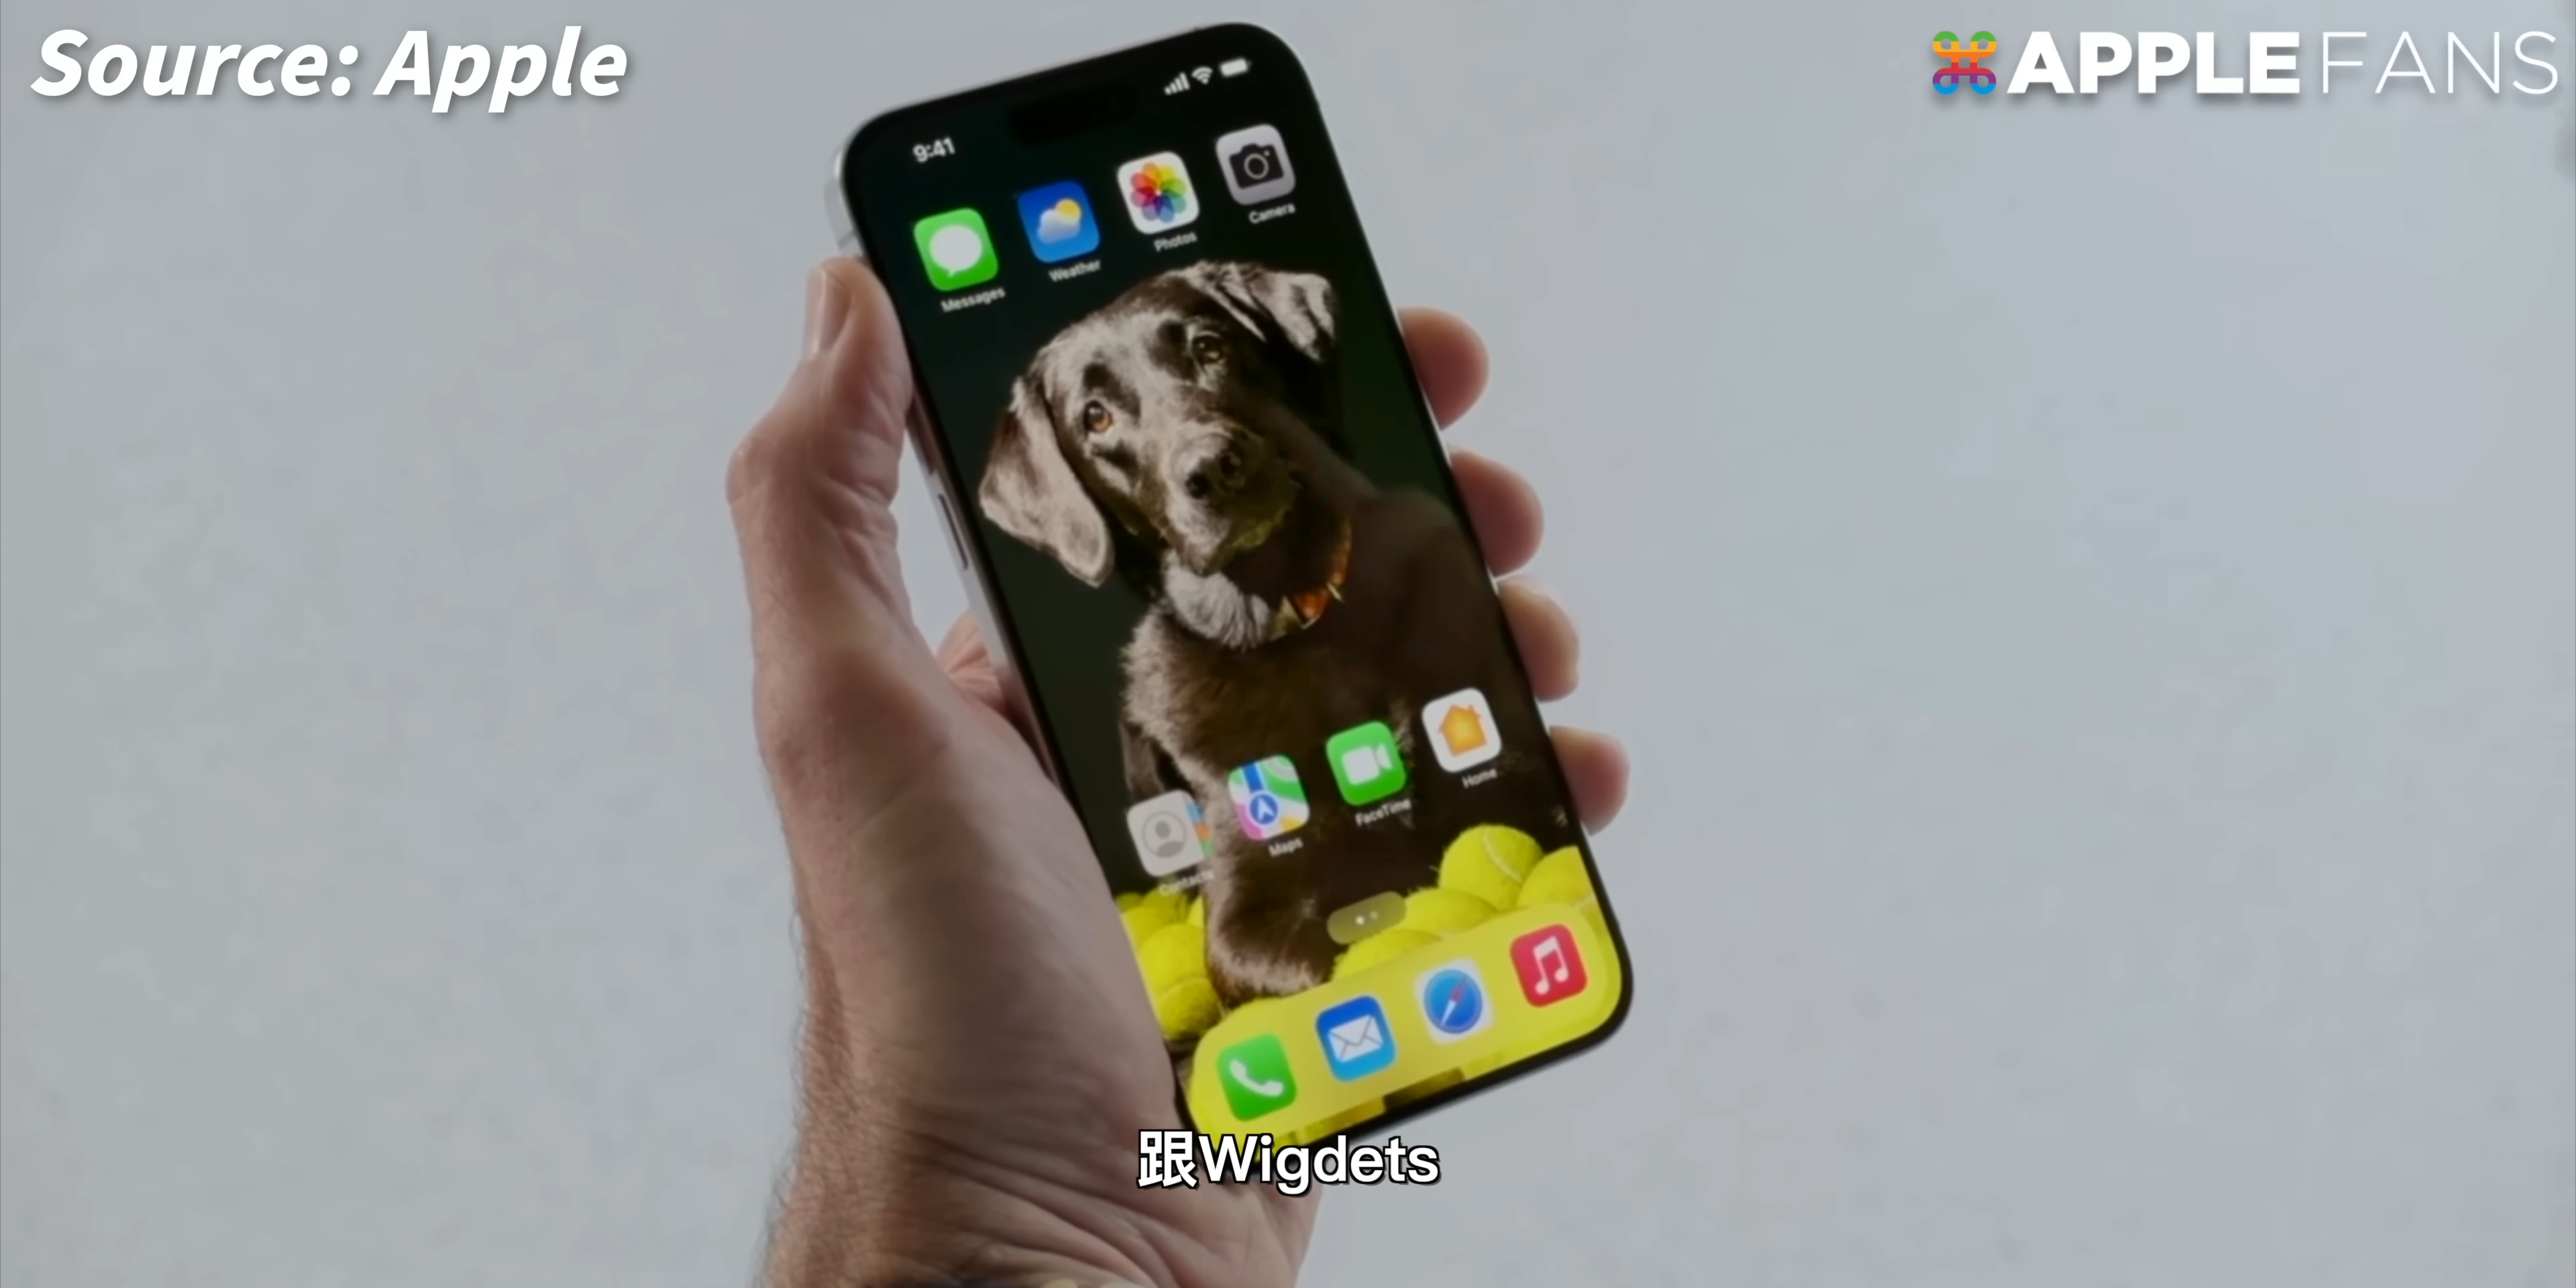 Source: Apple
APPLEFANS
9:41
Messages
Weather
Photos
Camera
Contacts
Maps
FaceTime
Home
跟Wigdets